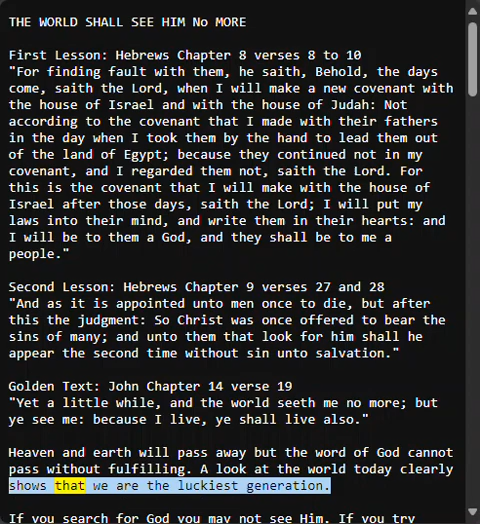 THE WORLD SHALL SEE HIM No MORE
First Lesson: Hebrews Chapter 8 verses 8 to 10
"For finding fault with them, he saith, Behold, the days
come, saith the Lord, when I will make a new covenant with
the house of Israel and with the house of Judah: Not
according to the covenant that I made with their fathers
in the day when I took them by the hand to lead them out
of the land of Egypt; because they continued not in my
covenant, and I regarded them not, saith the Lord. For
this is the covenant that I will make with the house of
Israel after those days, saith the Lord; I will put my
laws into their mind, and write them in their hearts: and
I will be to them a God, and they shall be to me a
people."
Second Lesson: Hebrews Chapter 9 verses 27 and 28
"And as it is appointed unto men once to die, but after
this the judgment: So Christ was once offered to bear the
sins of many; and unto them that look for him shall he
appear the second time without sin unto salvation."
Golden Text: John Chapter 14 verse 19
"Yet a little while, and the world seeth me no more; but
ye see me: because I live, ye shall live also."
Heaven and earth will pass away but the word of God cannot
pass without fulfilling. A look at the world today clearly
shows that we are the luckiest generation.
If you search for God you may not see Him. If you try